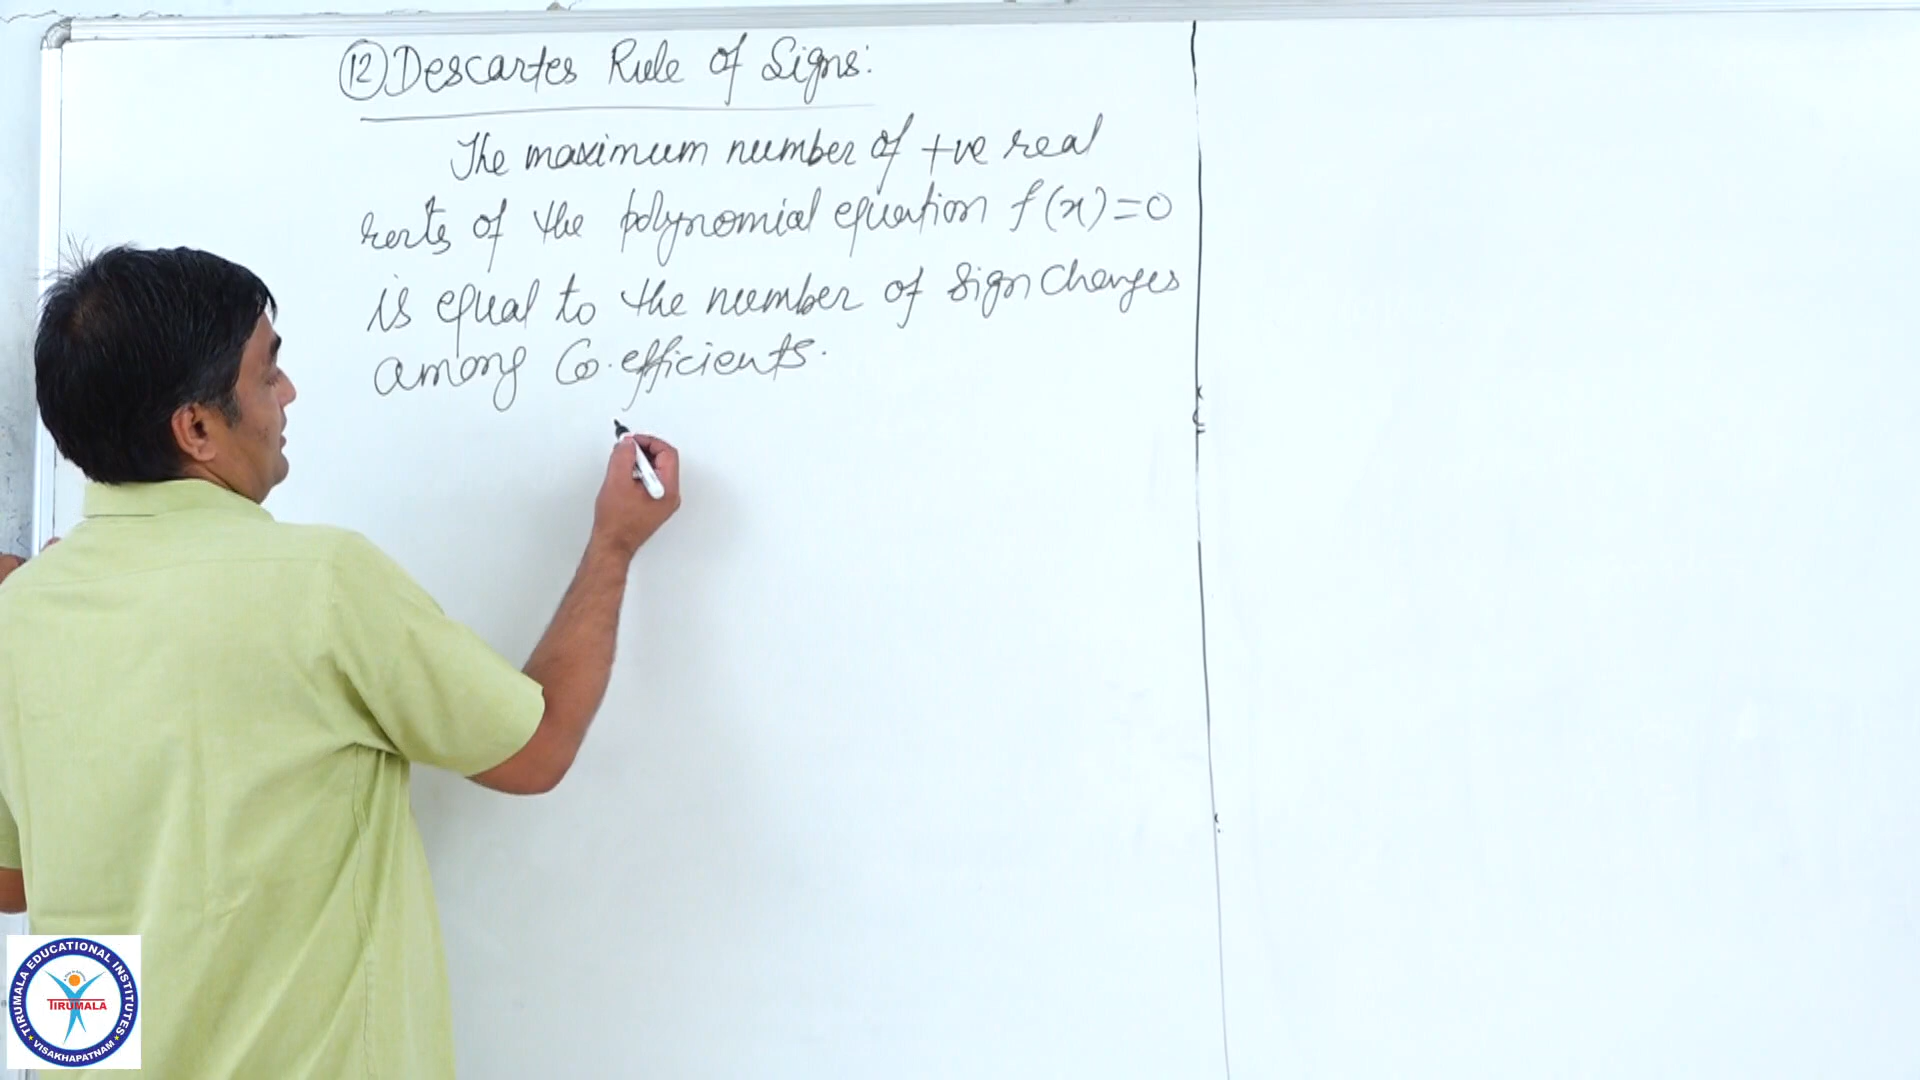 12 Descartes Rule of Signs:
The maximum number of +ve real
roots of the polynomial equation f(x)=0
is equal to the number of sign changes
among Co.efficients.
TIRUMALA EDUCATIONAL INSTITUTES
TIRUMALA
VISAKHAPATNAM